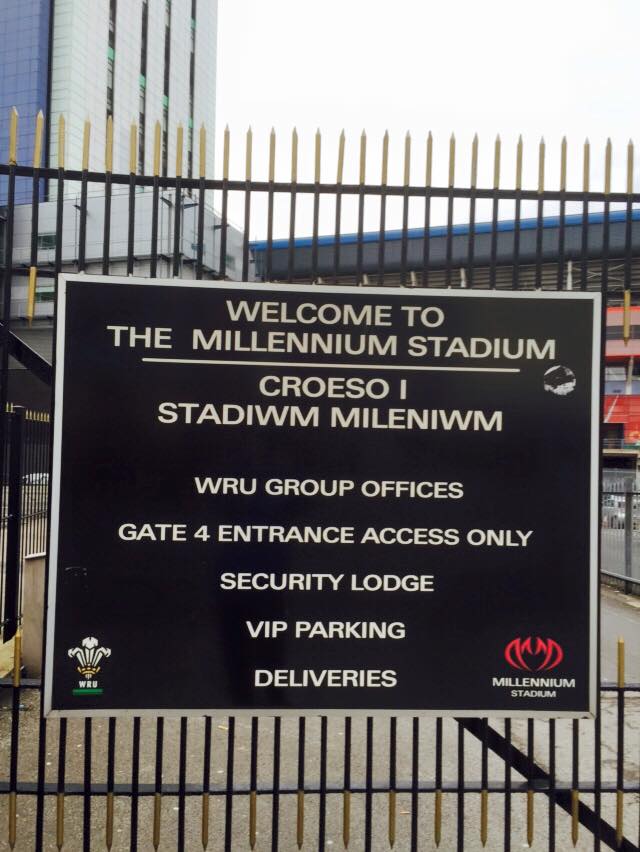 WELCOME TO
THE MILLENNIUM STADIUM
CROESO I
STADIWM MILENIWM
WRU GROUP OFFICES
GATE 4 ENTRANCE ACCESS ONLY
SECURITY LODGE
VIP PARKING
DELIVERIES
WRU
MILLENNIUM
STADIUM